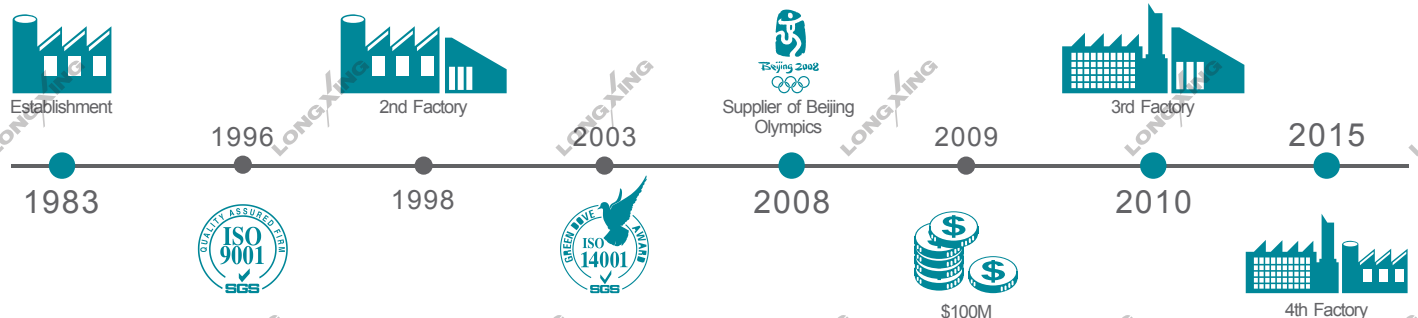 Establishment
1983
1996
QUALITY ASSURED FIRM
ISO
9001
SGS
2nd Factory
1998
2003
GREEN DOVE AWARD
ISO
14001
SGS
Beijing 2008
Supplier of Beijing
Olympics
2008
2009
$
$
$100M
3rd Factory
2010
2015
4th Factory
LONGXING
LONGXING
LONGXING
LONGXING
LONGXING